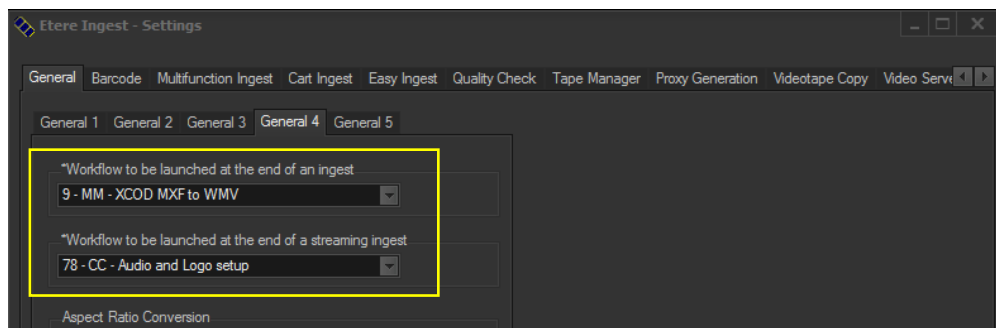 Etere Ingest - Settings
General Barcode Multifunction Ingest Cart Ingest Easy Ingest Quality Check Tape Manager Proxy Generation Videotape Copy Video Serve
General 1 General 2 General 3 General 4 General 5
*Workflow to be launched at the end of an ingest
9 - MM - XCOD MXF to WMV
*Workflow to be launched at the end of a streaming ingest
78 - CC - Audio and Logo setup
Aspect Ratio Conversion